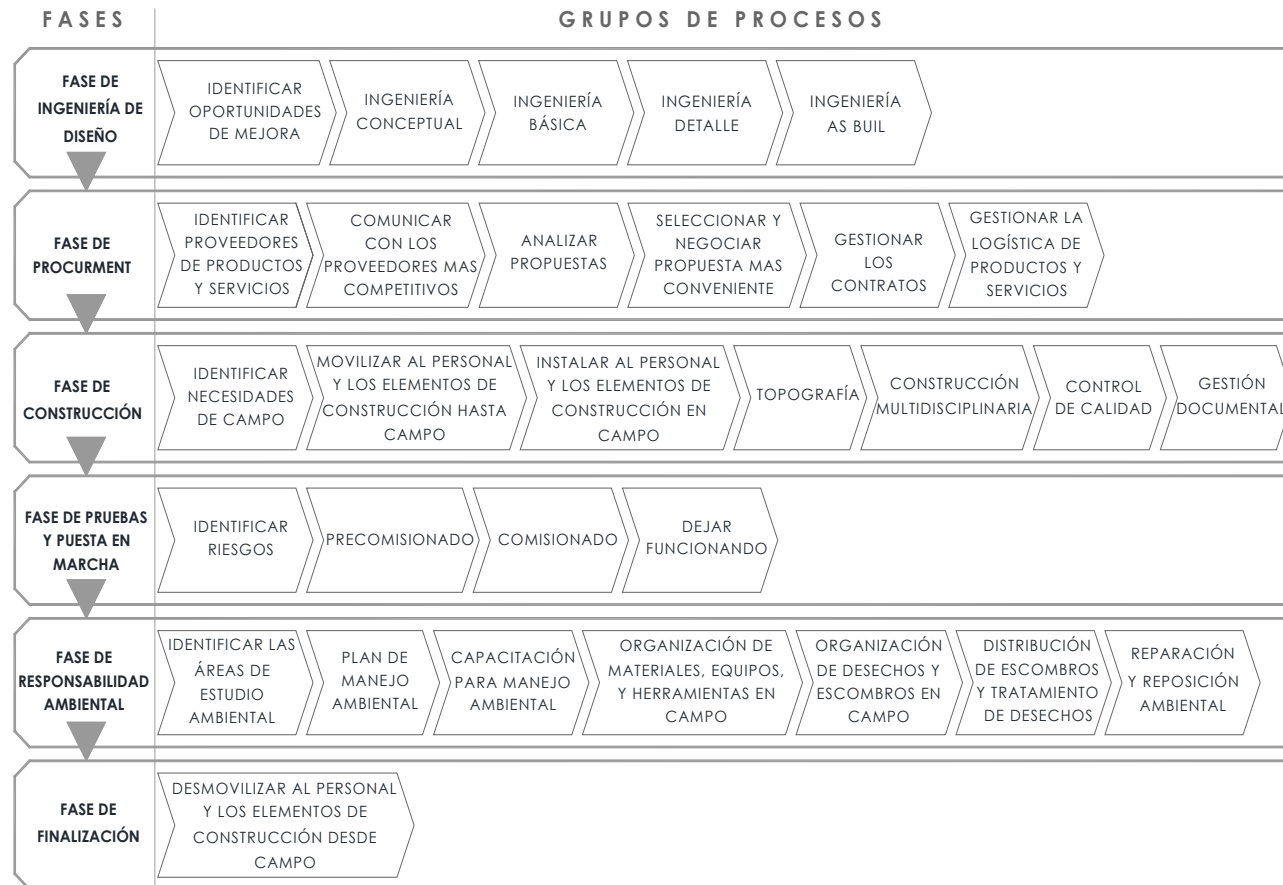 FASES
GRUPOS DE PROCESOS
FASE DE
INGENIERÍA DE
DISEÑO
IDENTIFICAR
OPORTUNIDADES
DE MEJORA
INGENIERÍA
CONCEPTUAL
INGENIERÍA
BÁSICA
INGENIERÍA
DETALLE
INGENIERÍA
AS BUIL
FASE DE
PROCURMENT
IDENTIFICAR
PROVEEDORES
DE PRODUCTOS
Y SERVICIOS
COMUNICAR
CON LOS
PROVEEDORES MAS
COMPETITIVOS
ANALIZAR
PROPUESTAS
SELECCIONAR Y
NEGOCIAR
PROPUESTA MAS
CONVENIENTE
GESTIONAR
LOS
CONTRATOS
GESTIONAR LA
LOGÍSTICA DE
PRODUCTOS Y
SERVICIOS
FASE DE
CONSTRUCCIÓN
IDENTIFICAR
NECESIDADES
DE CAMPO
MOVILIZAR AL PERSONAL
Y LOS ELEMENTOS DE
CONSTRUCCIÓN HASTA
CAMPO
INSTALAR AL PERSONAL
Y LOS ELEMENTOS DE
CONSTRUCCIÓN EN
CAMPO
TOPOGRAFÍA
CONSTRUCCIÓN
MULTIDISCIPLINARIA
CONTROL
DE CALIDAD
GESTIÓN
DOCUMENTAL
FASE DE PRUEBAS
Y PUESTA EN
MARCHA
IDENTIFICAR
RIESGOS
PRECOMISIONADO
COMISIONADO
DEJAR
FUNCIONANDO
FASE DE
RESPONSABILIDAD
AMBIENTAL
IDENTIFICAR LAS
ÁREAS DE
ESTUDIO
AMBIENTAL
PLAN DE
MANEJO
AMBIENTAL
CAPACITACIÓN
PARA MANEJO
AMBIENTAL
ORGANIZACIÓN DE
MATERIALES, EQUIPOS,
Y HERRAMIENTAS EN
CAMPO
ORGANIZACIÓN
DE DESECHOS Y
ESCOMBROS EN
CAMPO
DISTRIBUCIÓN
DE ESCOMBROS
Y TRATAMIENTO
DE DESECHOS
REPARACIÓN
Y REPOSICIÓN
AMBIENTAL
FASE DE
FINALIZACIÓN
DESMOVILIZAR AL PERSONAL
Y LOS ELEMENTOS DE
CONSTRUCCIÓN DESDE
CAMPO